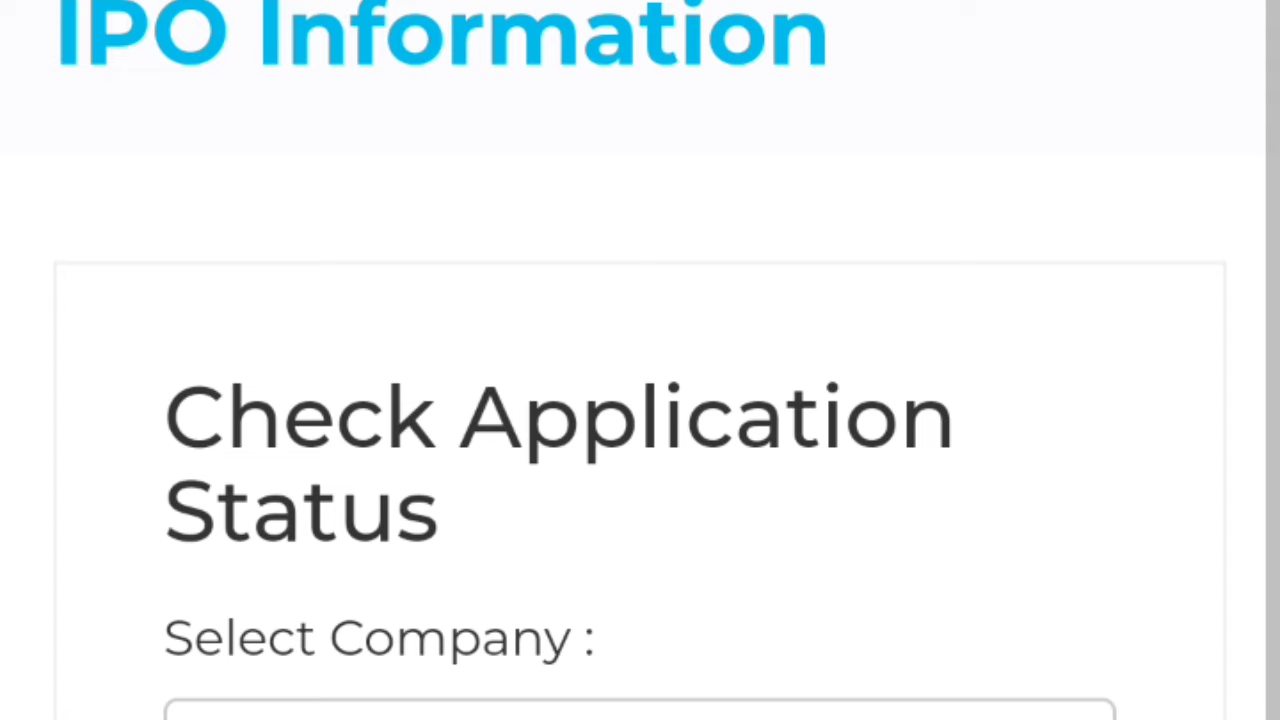 IPO Information
Check Application
Status
Select Company :